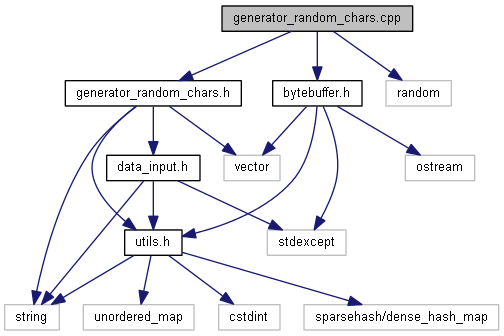 generator_random_chars.cpp
generator_random_chars.h
bytebuffer.h
random
data_input.h
vector
ostream
utils.h
stdexcept
string
unordered_map
cstdint
sparsehash/dense_hash_map